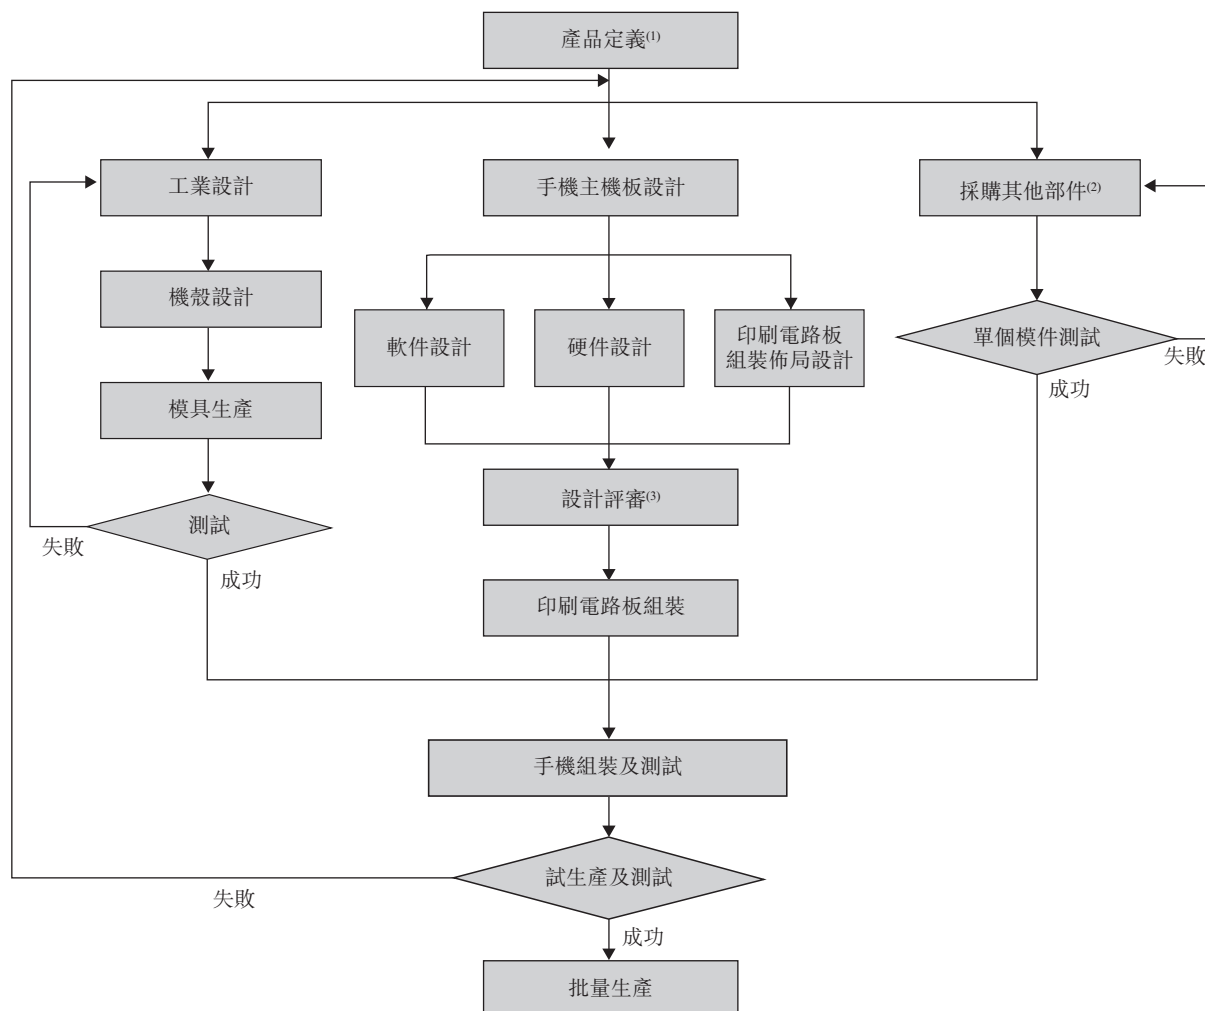 產品定義(1)
工業設計
手機主機板設計
採購其他部件(2)
機殼設計
軟件設計
硬件設計
印刷電路板
組裝佈局設計
單個模件測試
失敗
成功
模具生產
設計評審(3)
測試
失敗
成功
印刷電路板組裝
手機組裝及測試
試生產及測試
失敗
成功
批量生產